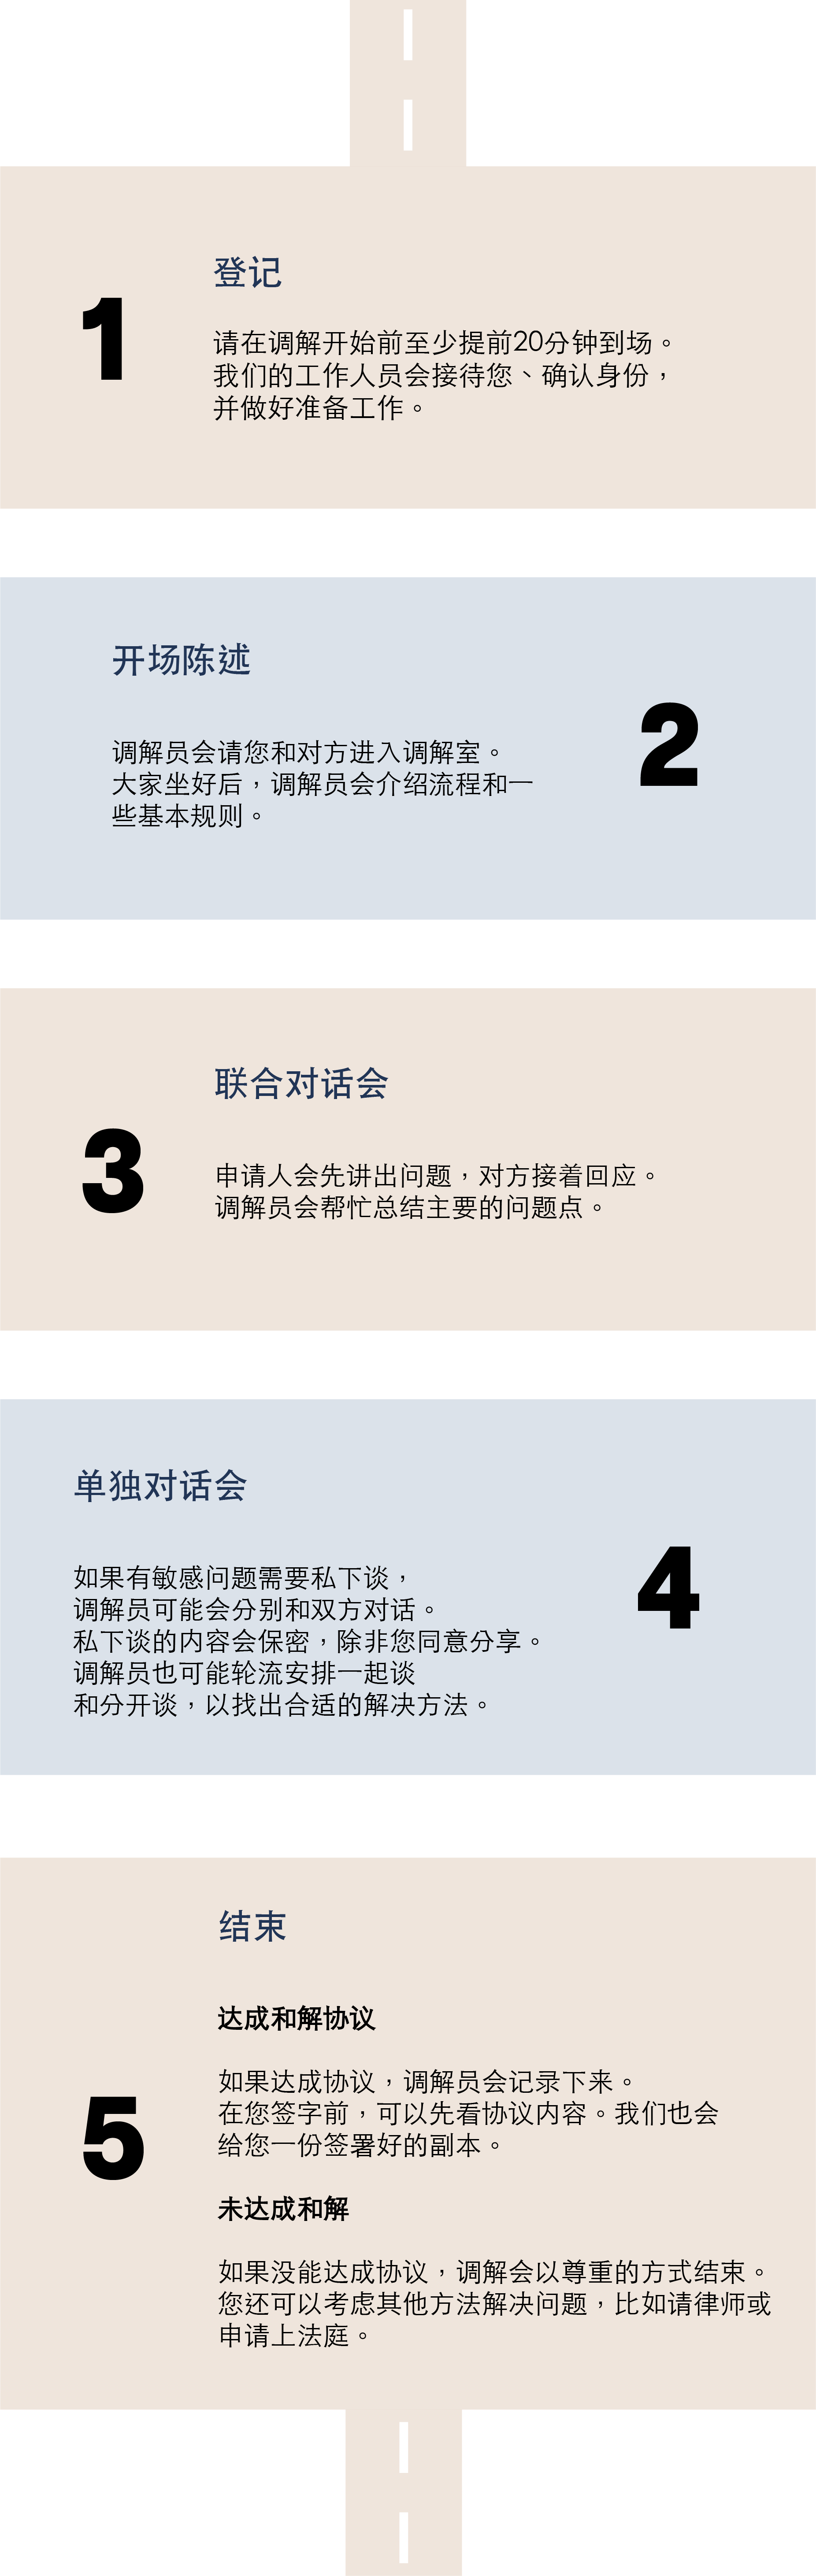 登记
1
请在调解开始前至少提前20分钟到场。
我们的工作人员会接待您、确认身份，
并做好准备工作。
开场陈述
2
调解员会请您和对方进入调解室。
大家坐好后，调解员会介绍流程和一
些基本规则。
联合对话会
3
申请人会先讲出问题，对方接着回应。
调解员会帮忙总结主要的问题点。
单独对话会
4
如果有敏感问题需要私下谈，
调解员可能会分别和双方对话。
私下谈的内容会保密，除非您同意分享。
调解员也可能轮流安排一起谈
和分开谈，以找出合适的解决方法。
结束
5
达成和解协议
如果达成协议，调解员会记录下来。
在您签字前，可以先看协议内容。我们也会
给您一份签署好的副本。
未达成和解
如果没能达成协议，调解会以尊重的方式结束。
您还可以考虑其他方法解决问题，比如请律师或
申请上法庭。